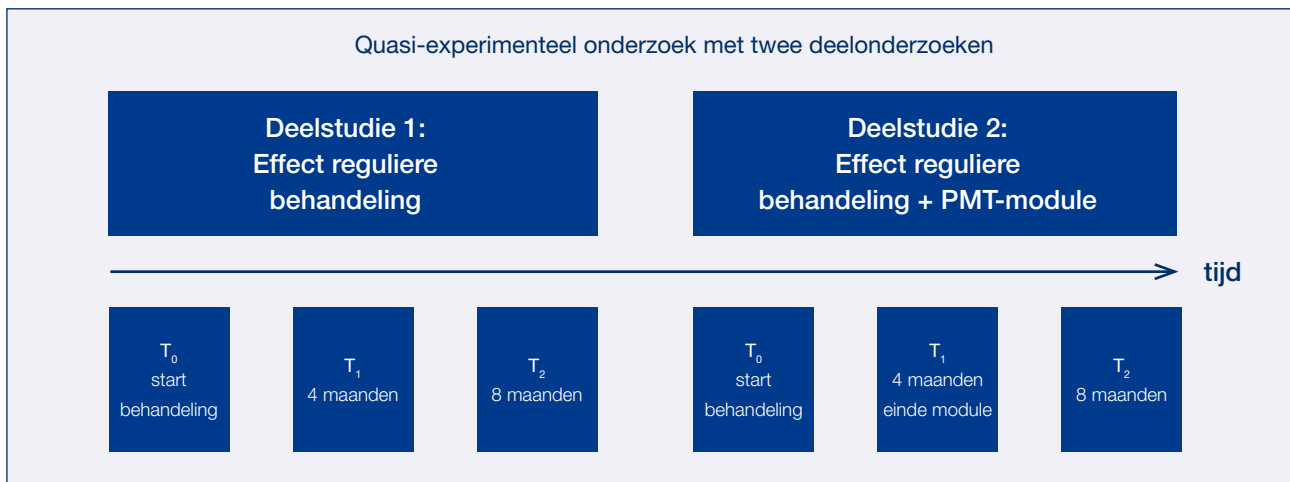 Quasi-experimenteel onderzoek met twee deelonderzoeken
Deelstudie 1:
Effect reguliere
behandeling
Deelstudie 2:
Effect reguliere
behandeling + PMT-module
tijd
T₀
start
behandeling
T₁
4 maanden
T₂
8 maanden
T₀
start
behandeling
T₁
4 maanden
einde module
T₂
8 maanden